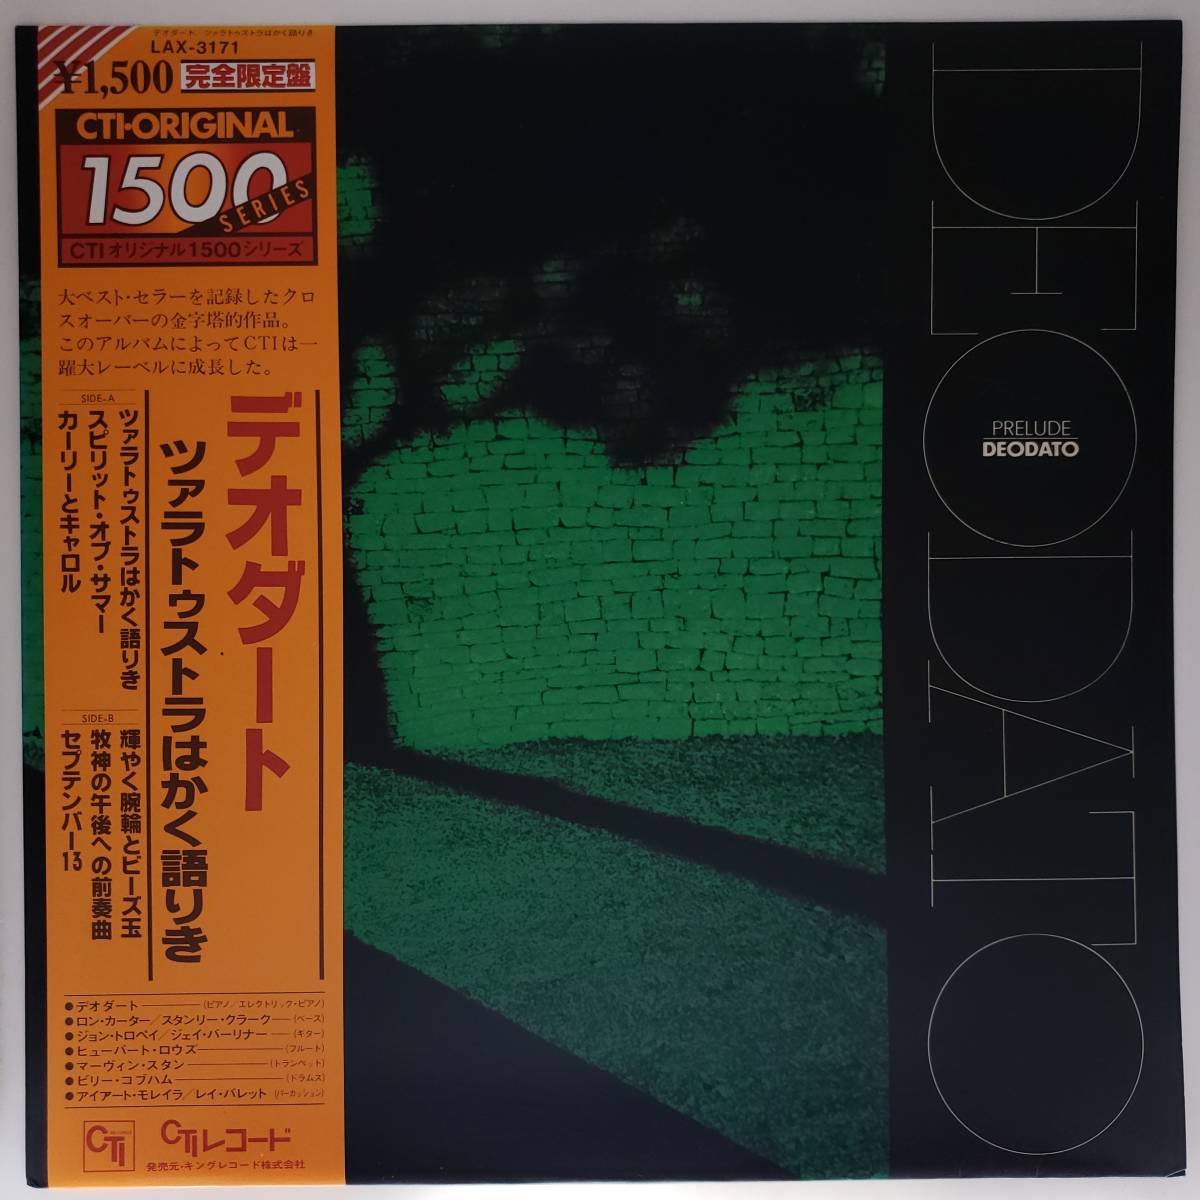 デオダート/ツァラトゥストラはかく語りき
LAX-3171
¥1,500 完全限定盤
CTI・ORIGINAL
1500
SERIES
CTIオリジナル1500シリーズ
大ベスト・セラーを記録したクロ
スオーバーの金字塔的作品。
このアルバムによってCTIは一
躍大レーベルに成長した。
デオダート
ツァラトゥストラはかく語りき
SIDE-A
ツァラトゥストラはかく語りき
スピリット・オブ・サマー
カーリーとキャロル
SIDE-B
輝やく腕輪とビーズ玉
牧神の午後への前奏曲
セプテンバー13
●デオダート (ピアノ/エレクトリック・ピアノ)
●ロン・カーター/スタンリー・クラーク (ベース)
●ジョン・トロペイ/ジェイ・バーリナー (ギター)
●ヒューバート・ロウズ (フルート)
●マーヴィン・スタン (トランペット)
●ビリー・コブハム (ドラムス)
●アイアート・モレイラ/レイ・バレット (パーカッション)
CTI
CTIレコード
発売元・キングレコード株式会社
DEODATO
PRELUDE
DEODATO